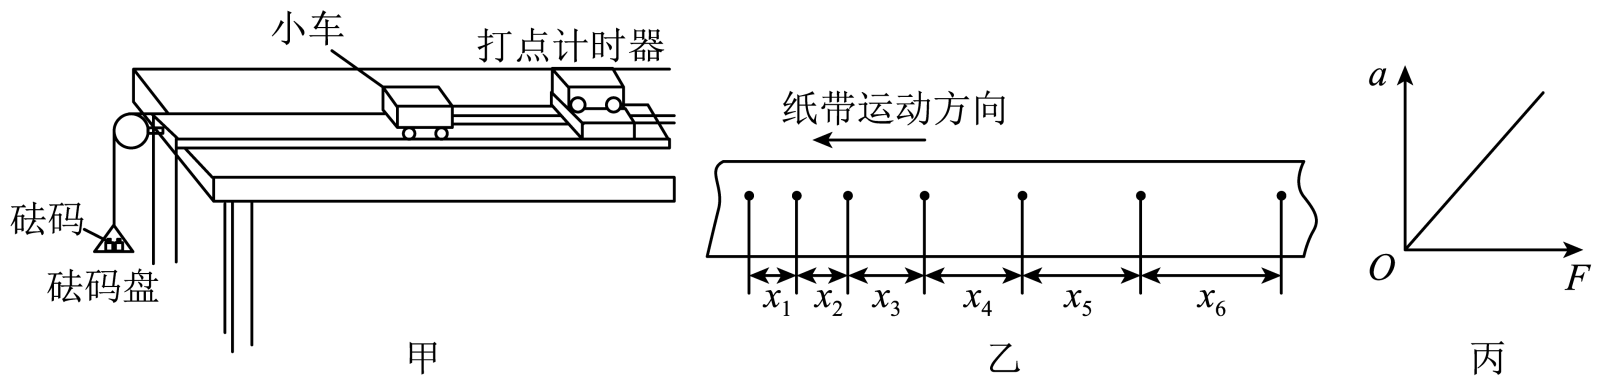 小车
打点计时器
砝码
砝码盘
甲
纸带运动方向
x₁ x₂ x₃ x₄ x₅ x₆
乙
a
O
F
丙